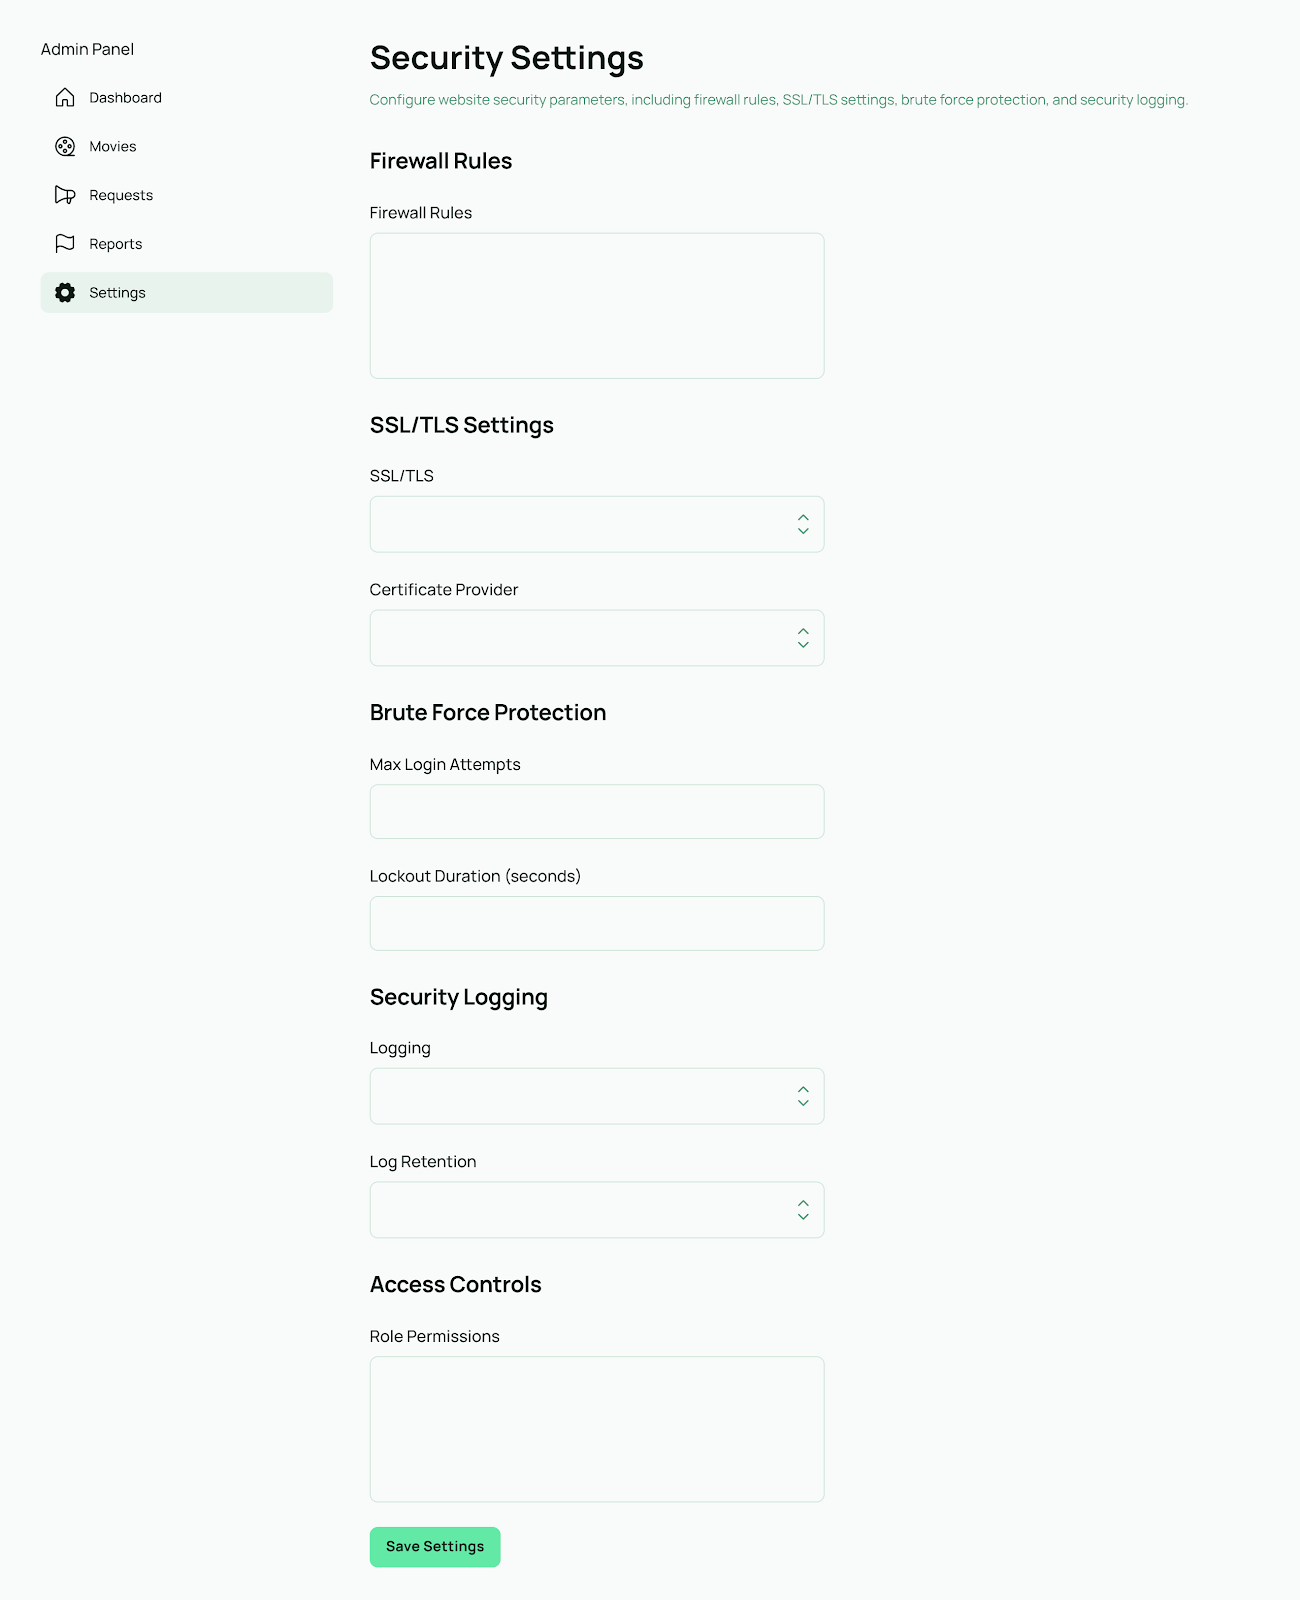 Admin Panel
Dashboard
Movies
Requests
Reports
Settings
Security Settings
Configure website security parameters, including firewall rules, SSL/TLS settings, brute force protection, and security logging.
Firewall Rules
Firewall Rules
SSL/TLS Settings
SSL/TLS
Certificate Provider
Brute Force Protection
Max Login Attempts
Lockout Duration (seconds)
Security Logging
Logging
Log Retention
Access Controls
Role Permissions
Save Settings